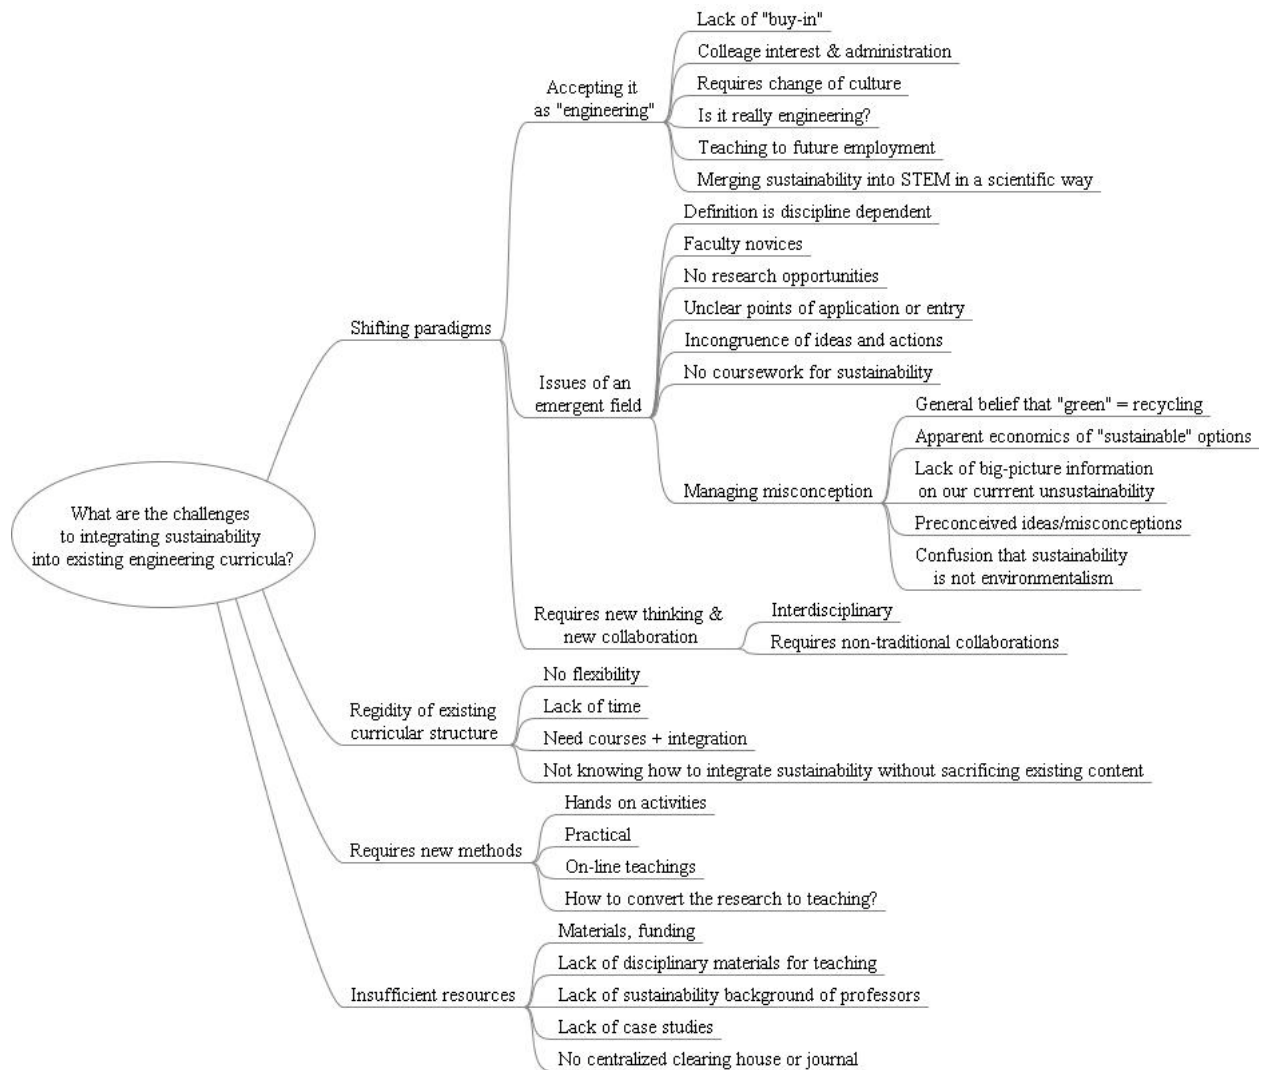 What are the challenges
to integrating sustainability
into existing engineering curricula?
Shifting paradigms
Accepting it
as "engineering"
Lack of "buy-in"
Colleage interest & administration
Requires change of culture
Is it really engineering?
Teaching to future employment
Merging sustainability into STEM in a scientific way
Issues of an
emergent field
Definition is discipline dependent
Faculty novices
No research opportunities
Unclear points of application or entry
Incongruence of ideas and actions
No coursework for sustainability
Managing misconception
General belief that "green" = recycling
Apparent economics of "sustainable" options
Lack of big-picture information
on our currrent unsustainability
Preconceived ideas/misconceptions
Confusion that sustainability
is not environmentalism
Requires new thinking &
new collaboration
Interdisciplinary
Requires non-traditional collaborations
Regidity of existing
curricular structure
No flexibility
Lack of time
Need courses + integration
Not knowing how to integrate sustainability without sacrificing existing content
Requires new methods
Hands on activities
Practical
On-line teachings
How to convert the research to teaching?
Insufficient resources
Materials, funding
Lack of disciplinary materials for teaching
Lack of sustainability background of professors
Lack of case studies
No centralized clearing house or journal